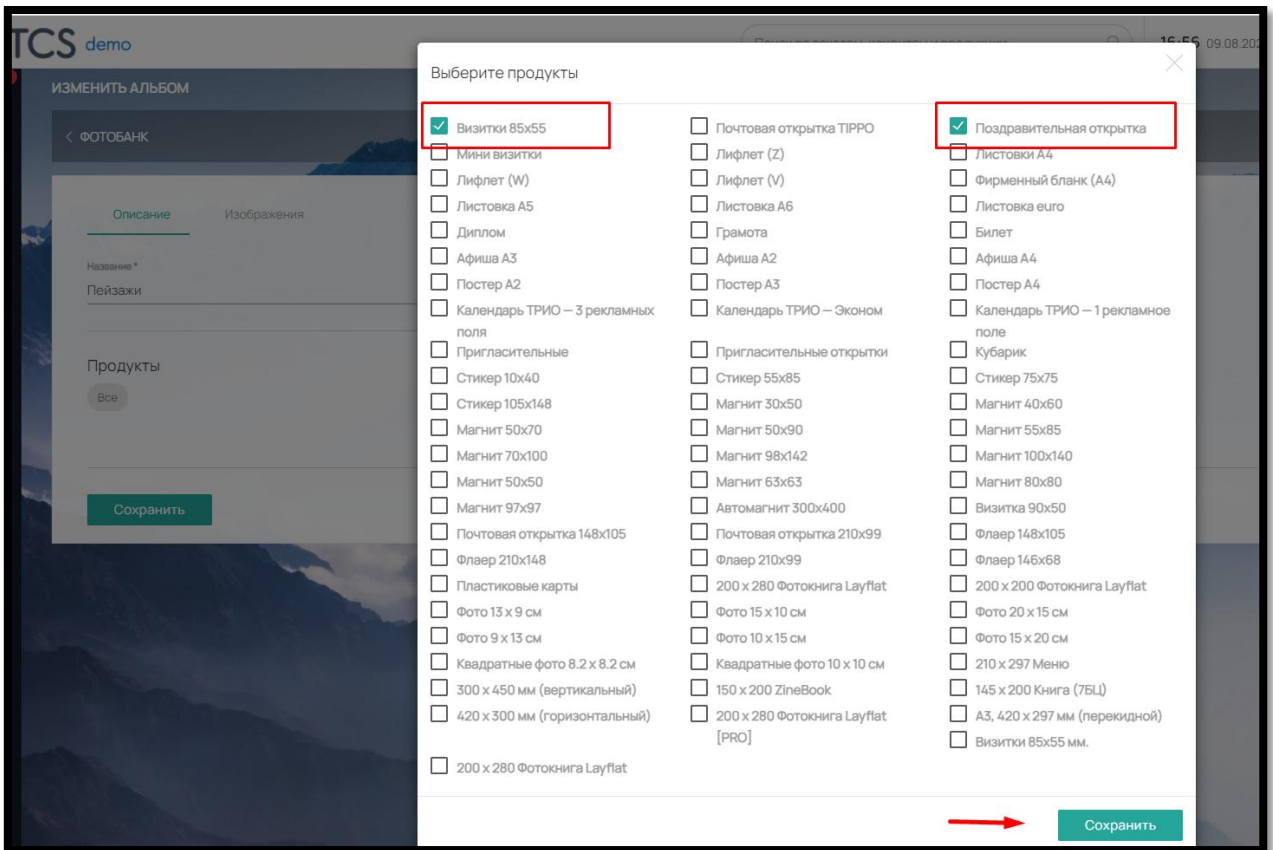 TCS demo
16:56 09.08.202
ИЗМЕНИТЬ АЛЬБОМ
< ФОТОБАНК
Описание Изображения
Название *
Пейзажи
Продукты
Все
Сохранить
Выберите продукты
Визитки 85x55 Почтовая открытка TIPPO Поздравительная открытка
Мини визитки Лифлет (Z) Листовки А4
Лифлет (W) Лифлет (V) Фирменный бланк (А4)
Листовка А5 Листовка А6 Листовка euro
Диплом Грамота Билет
Афиша А3 Афиша А2 Афиша А4
Постер А2 Постер А3 Постер А4
Календарь ТРИО — 3 рекламных Календарь ТРИО — Эконом Календарь ТРИО — 1 рекламное
поля поле
Пригласительные Пригласительные открытки Кубарик
Стикер 10x40 Стикер 55x85 Стикер 75x75
Стикер 105x148 Магнит 30x50 Магнит 40x60
Магнит 50x70 Магнит 50x90 Магнит 55x85
Магнит 70x100 Магнит 98x142 Магнит 100x140
Магнит 50x50 Магнит 63x63 Магнит 80x80
Магнит 97x97 Автомагнит 300x400 Визитка 90x50
Почтовая открытка 148x105 Почтовая открытка 210x99 Флаер 148x105
Флаер 210x148 Флаер 210x99 Флаер 146x68
Пластиковые карты 200 x 280 Фотокнига Layflat 200 x 200 Фотокнига Layflat
Фото 13 x 9 см Фото 15 x 10 см Фото 20 x 15 см
Фото 9 x 13 см Фото 10 x 15 см Фото 15 x 20 см
Квадратные фото 8.2 x 8.2 см Квадратные фото 10 x 10 см 210 x 297 Меню
300 x 450 мм (вертикальный) 150 x 200 ZineBook 145 x 200 Книга (7БЦ)
420 x 300 мм (горизонтальный) 200 x 280 Фотокнига Layflat А3, 420 x 297 мм (перекидной)
[PRO] Визитки 85x55 мм.
200 x 280 Фотокнига Layflat
Сохранить